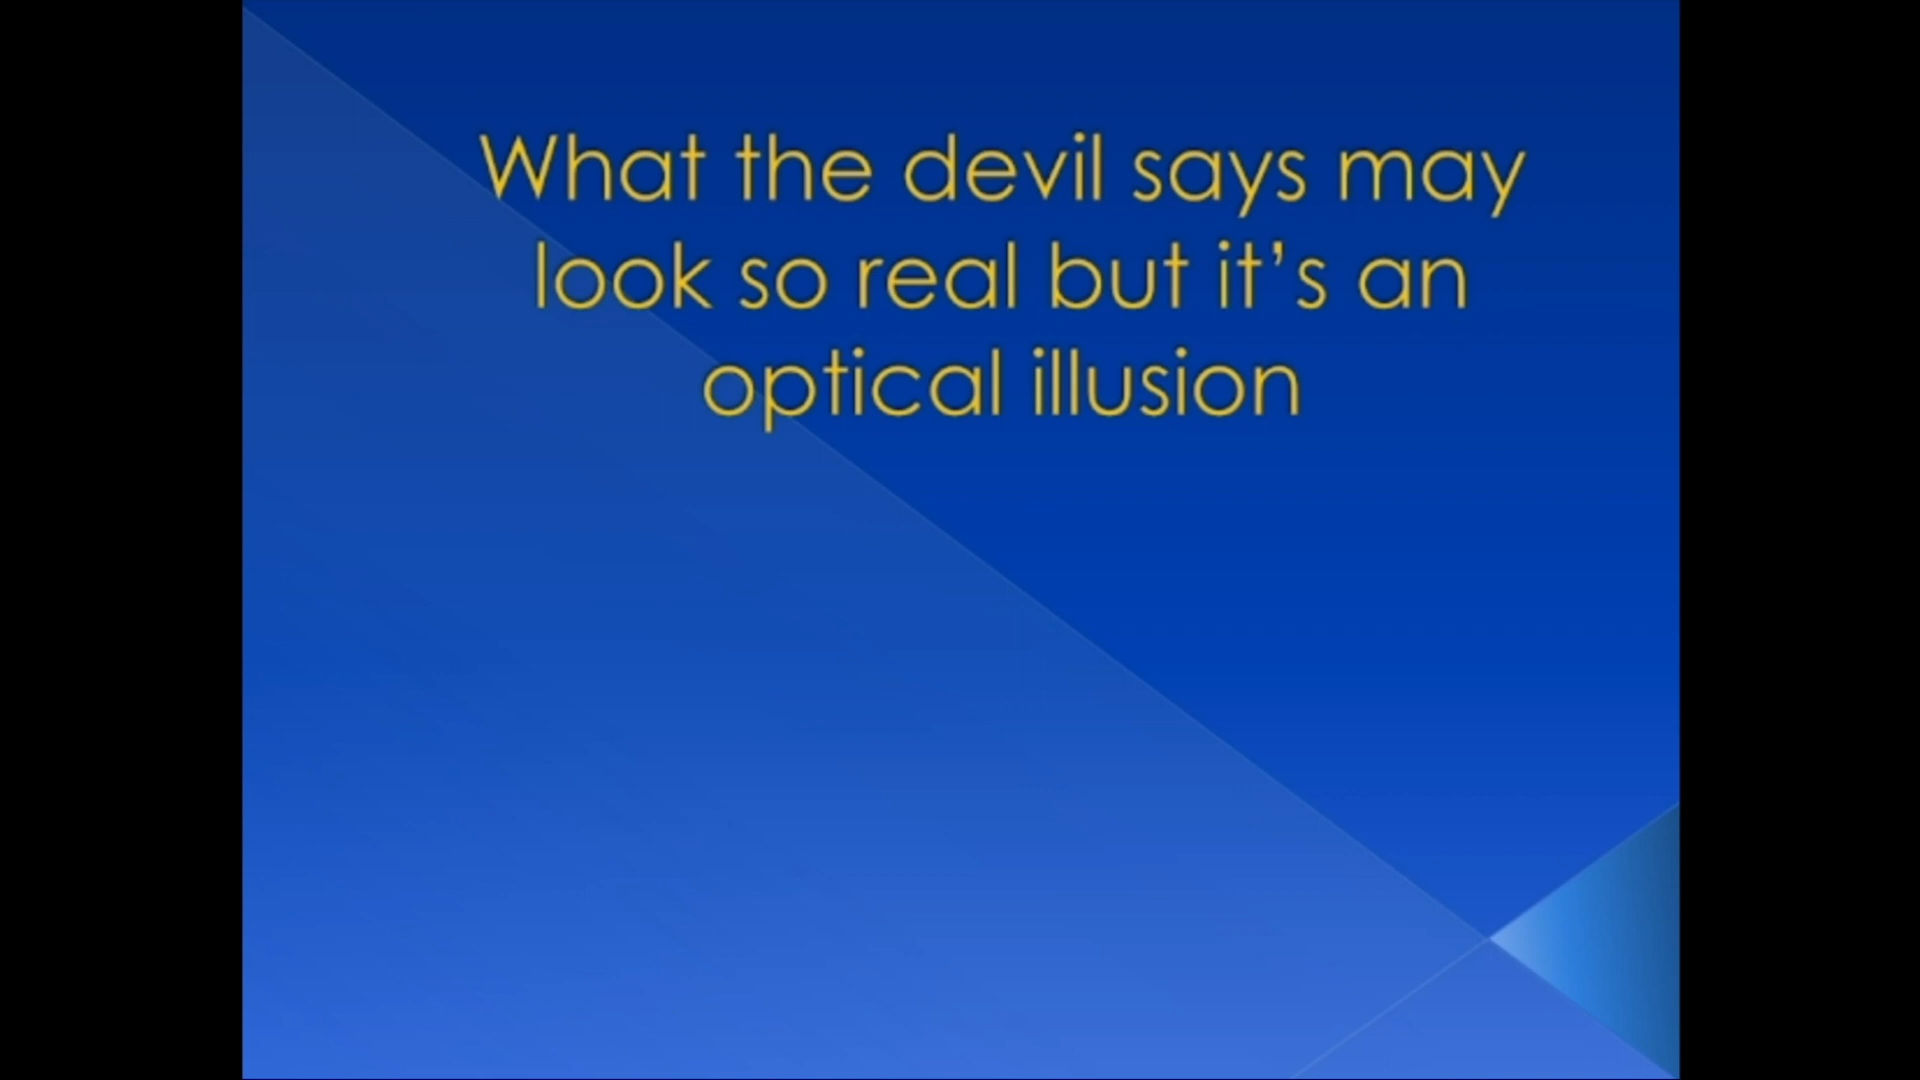 What the devil says may
look so real but it’s an
optical illusion